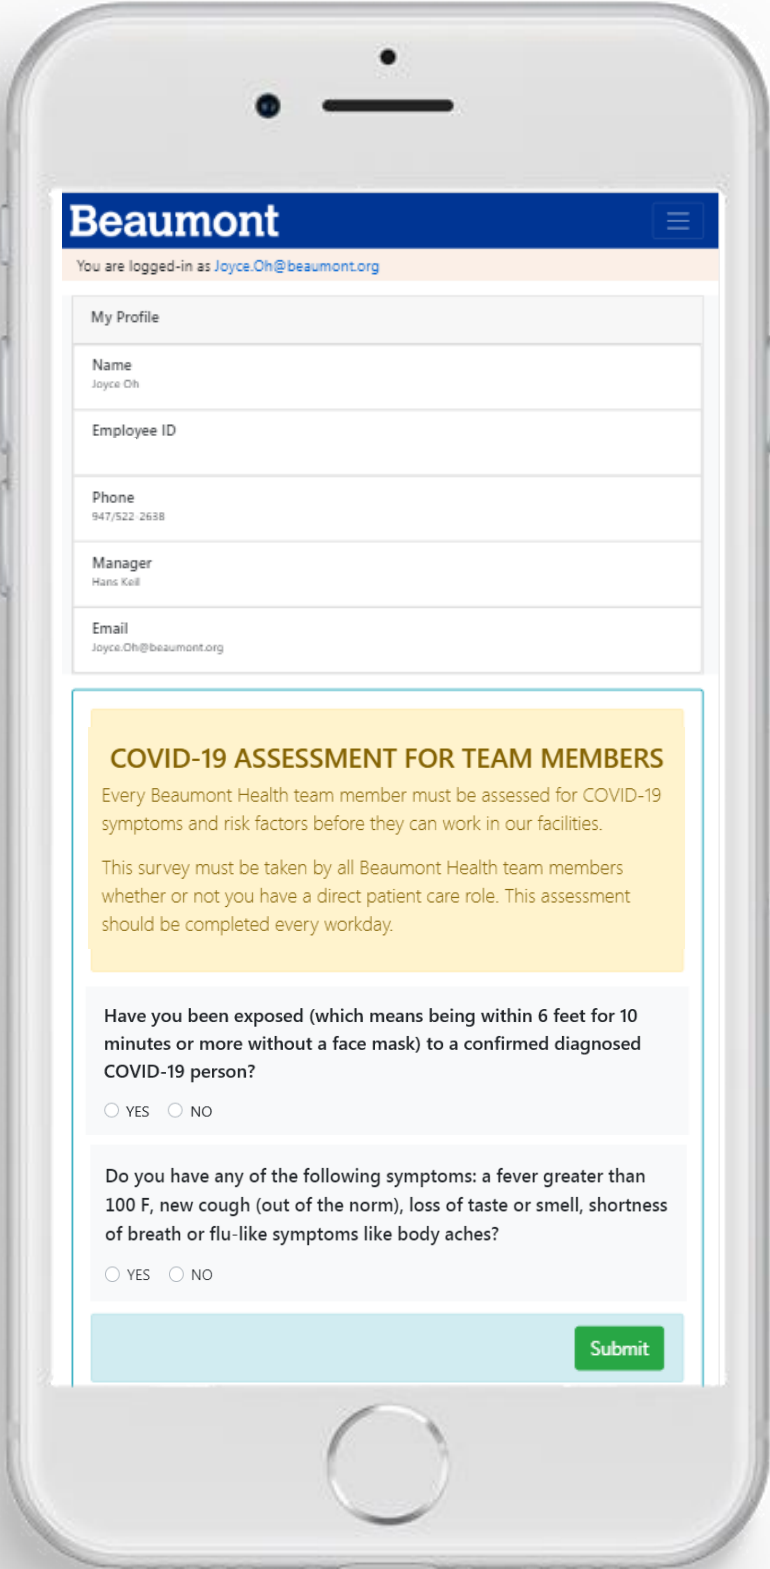 Beaumont
You are logged-in as Joyce.Oh@beaumont.org
My Profile
Name
Joyce Oh
Employee ID
Phone
947/522-2638
Manager
Hans Keil
Email
Joyce.Oh@beaumont.org
COVID-19 ASSESSMENT FOR TEAM MEMBERS
Every Beaumont Health team member must be assessed for COVID-19
symptoms and risk factors before they can work in our facilities.
This survey must be taken by all Beaumont Health team members
whether or not you have a direct patient care role. This assessment
should be completed every workday.
Have you been exposed (which means being within 6 feet for 10
minutes or more without a face mask) to a confirmed diagnosed
COVID-19 person?
YES NO
Do you have any of the following symptoms: a fever greater than
100 F, new cough (out of the norm), loss of taste or smell, shortness
of breath or flu-like symptoms like body aches?
YES NO
Submit